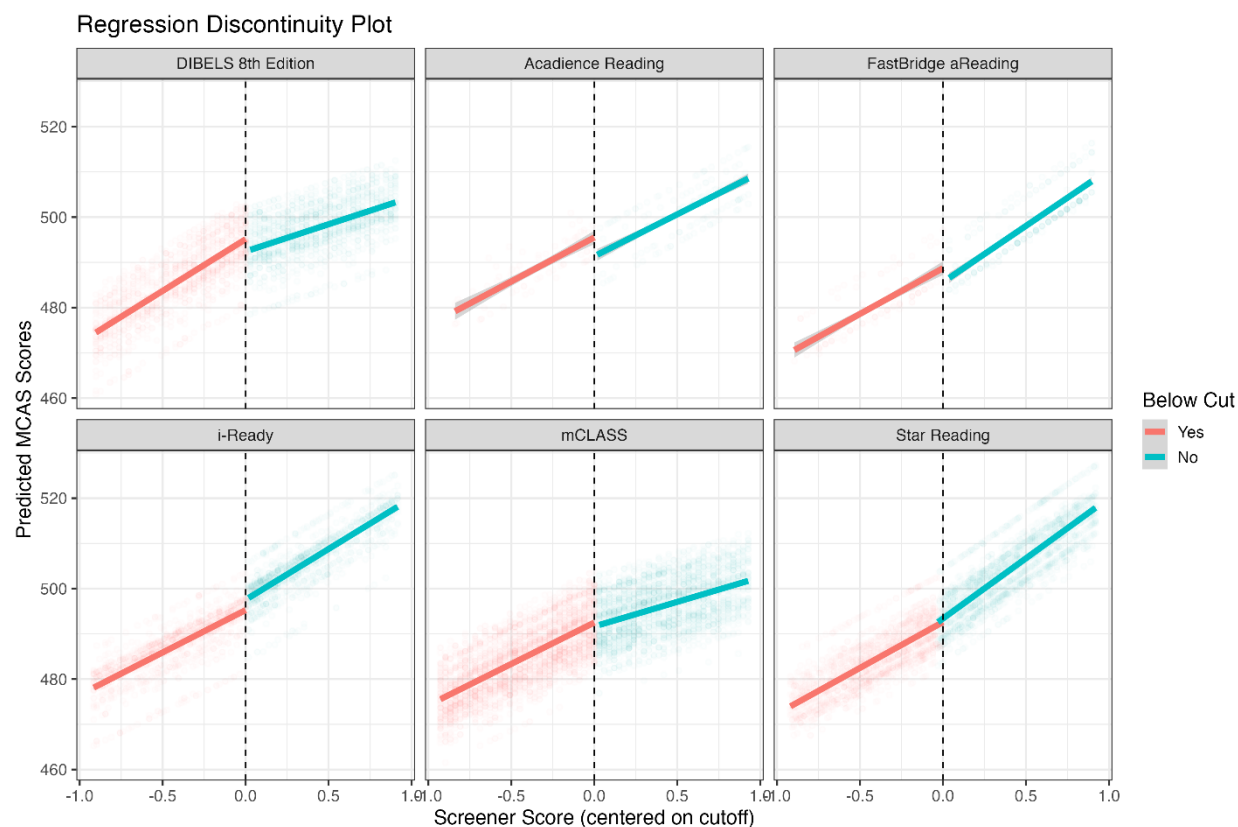 Regression Discontinuity Plot
DIBELS 8th Edition
Acadience Reading
FastBridge aReading
520
500
480
460
i-Ready
mCLASS
Star Reading
520
500
480
460
-1.0 -0.5 0.0 0.5 1.0
-1.0 -0.5 0.0 0.5 1.0
-1.0 -0.5 0.0 0.5 1.0
Predicted MCAS Scores
Screener Score (centered on cutoff)
Below Cut
Yes
No